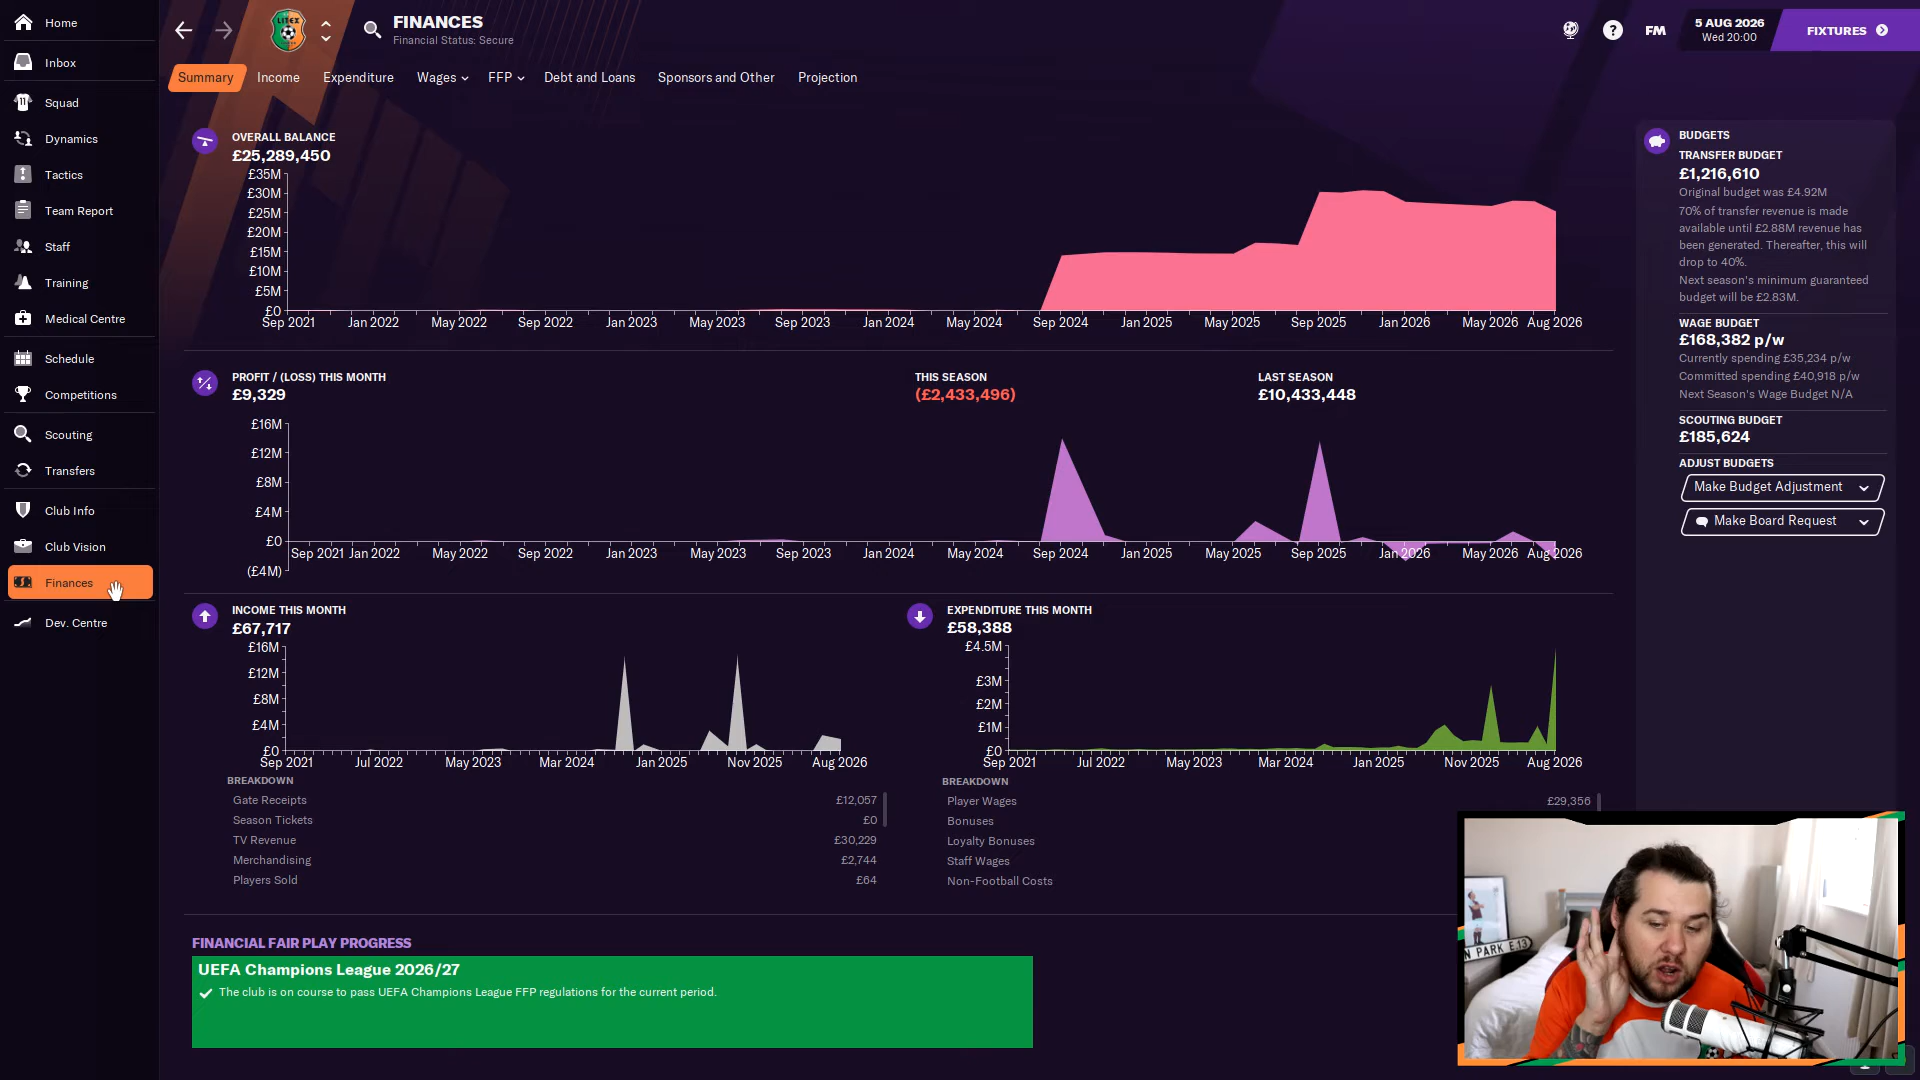 Home
Inbox
Squad
Dynamics
Tactics
Team Report
Staff
Training
Medical Centre
Schedule
Competitions
Scouting
Transfers
Club Info
Club Vision
Finances
Dev. Centre
LITEX
FINANCES
Financial Status: Secure
FM
5 AUG 2026
Wed 20:00
FIXTURES
Summary Income Expenditure Wages FFP Debt and Loans Sponsors and Other Projection
OVERALL BALANCE
£25,289,450
£35M
£30M
£25M
£20M
£15M
£10M
£5M
£0
Sep 2021 Jan 2022 May 2022 Sep 2022 Jan 2023 May 2023 Sep 2023 Jan 2024 May 2024 Sep 2024 Jan 2025 May 2025 Sep 2025 Jan 2026 May 2026 Aug 2026
PROFIT / (LOSS) THIS MONTH
£9,329
THIS SEASON
(£2,433,496)
LAST SEASON
£10,433,448
£16M
£12M
£8M
£4M
£0
(£4M)
Sep 2021 Jan 2022 May 2022 Sep 2022 Jan 2023 May 2023 Sep 2023 Jan 2024 May 2024 Sep 2024 Jan 2025 May 2025 Sep 2025 Jan 2026 May 2026 Aug 2026
INCOME THIS MONTH
£67,717
£16M
£12M
£8M
£4M
£0
Sep 2021 Jul 2022 May 2023 Mar 2024 Jan 2025 Nov 2025 Aug 2026
BREAKDOWN
Gate Receipts £12,057
Season Tickets £0
TV Revenue £30,229
Merchandising £2,744
Players Sold £64
EXPENDITURE THIS MONTH
£58,388
£4.5M
£3M
£2M
£1M
£0
Sep 2021 Jul 2022 May 2023 Mar 2024 Jan 2025 Nov 2025 Aug 2026
BREAKDOWN
Player Wages £29,356
Bonuses
Loyalty Bonuses
Staff Wages
Non-Football Costs
FINANCIAL FAIR PLAY PROGRESS
UEFA Champions League 2026/27
The club is on course to pass UEFA Champions League FFP regulations for the current period.
BUDGETS
TRANSFER BUDGET
£1,216,610
Original budget was £4.92M
70% of transfer revenue is made
available until £2.88M revenue has
been generated. Thereafter, this will
drop to 40%.
Next season's minimum guaranteed
budget will be £2.83M.
WAGE BUDGET
£168,382 p/w
Currently spending £35,234 p/w
Committed spending £40,918 p/w
Next Season's Wage Budget N/A
SCOUTING BUDGET
£185,624
ADJUST BUDGETS
Make Budget Adjustment
Make Board Request
N PARK E.13